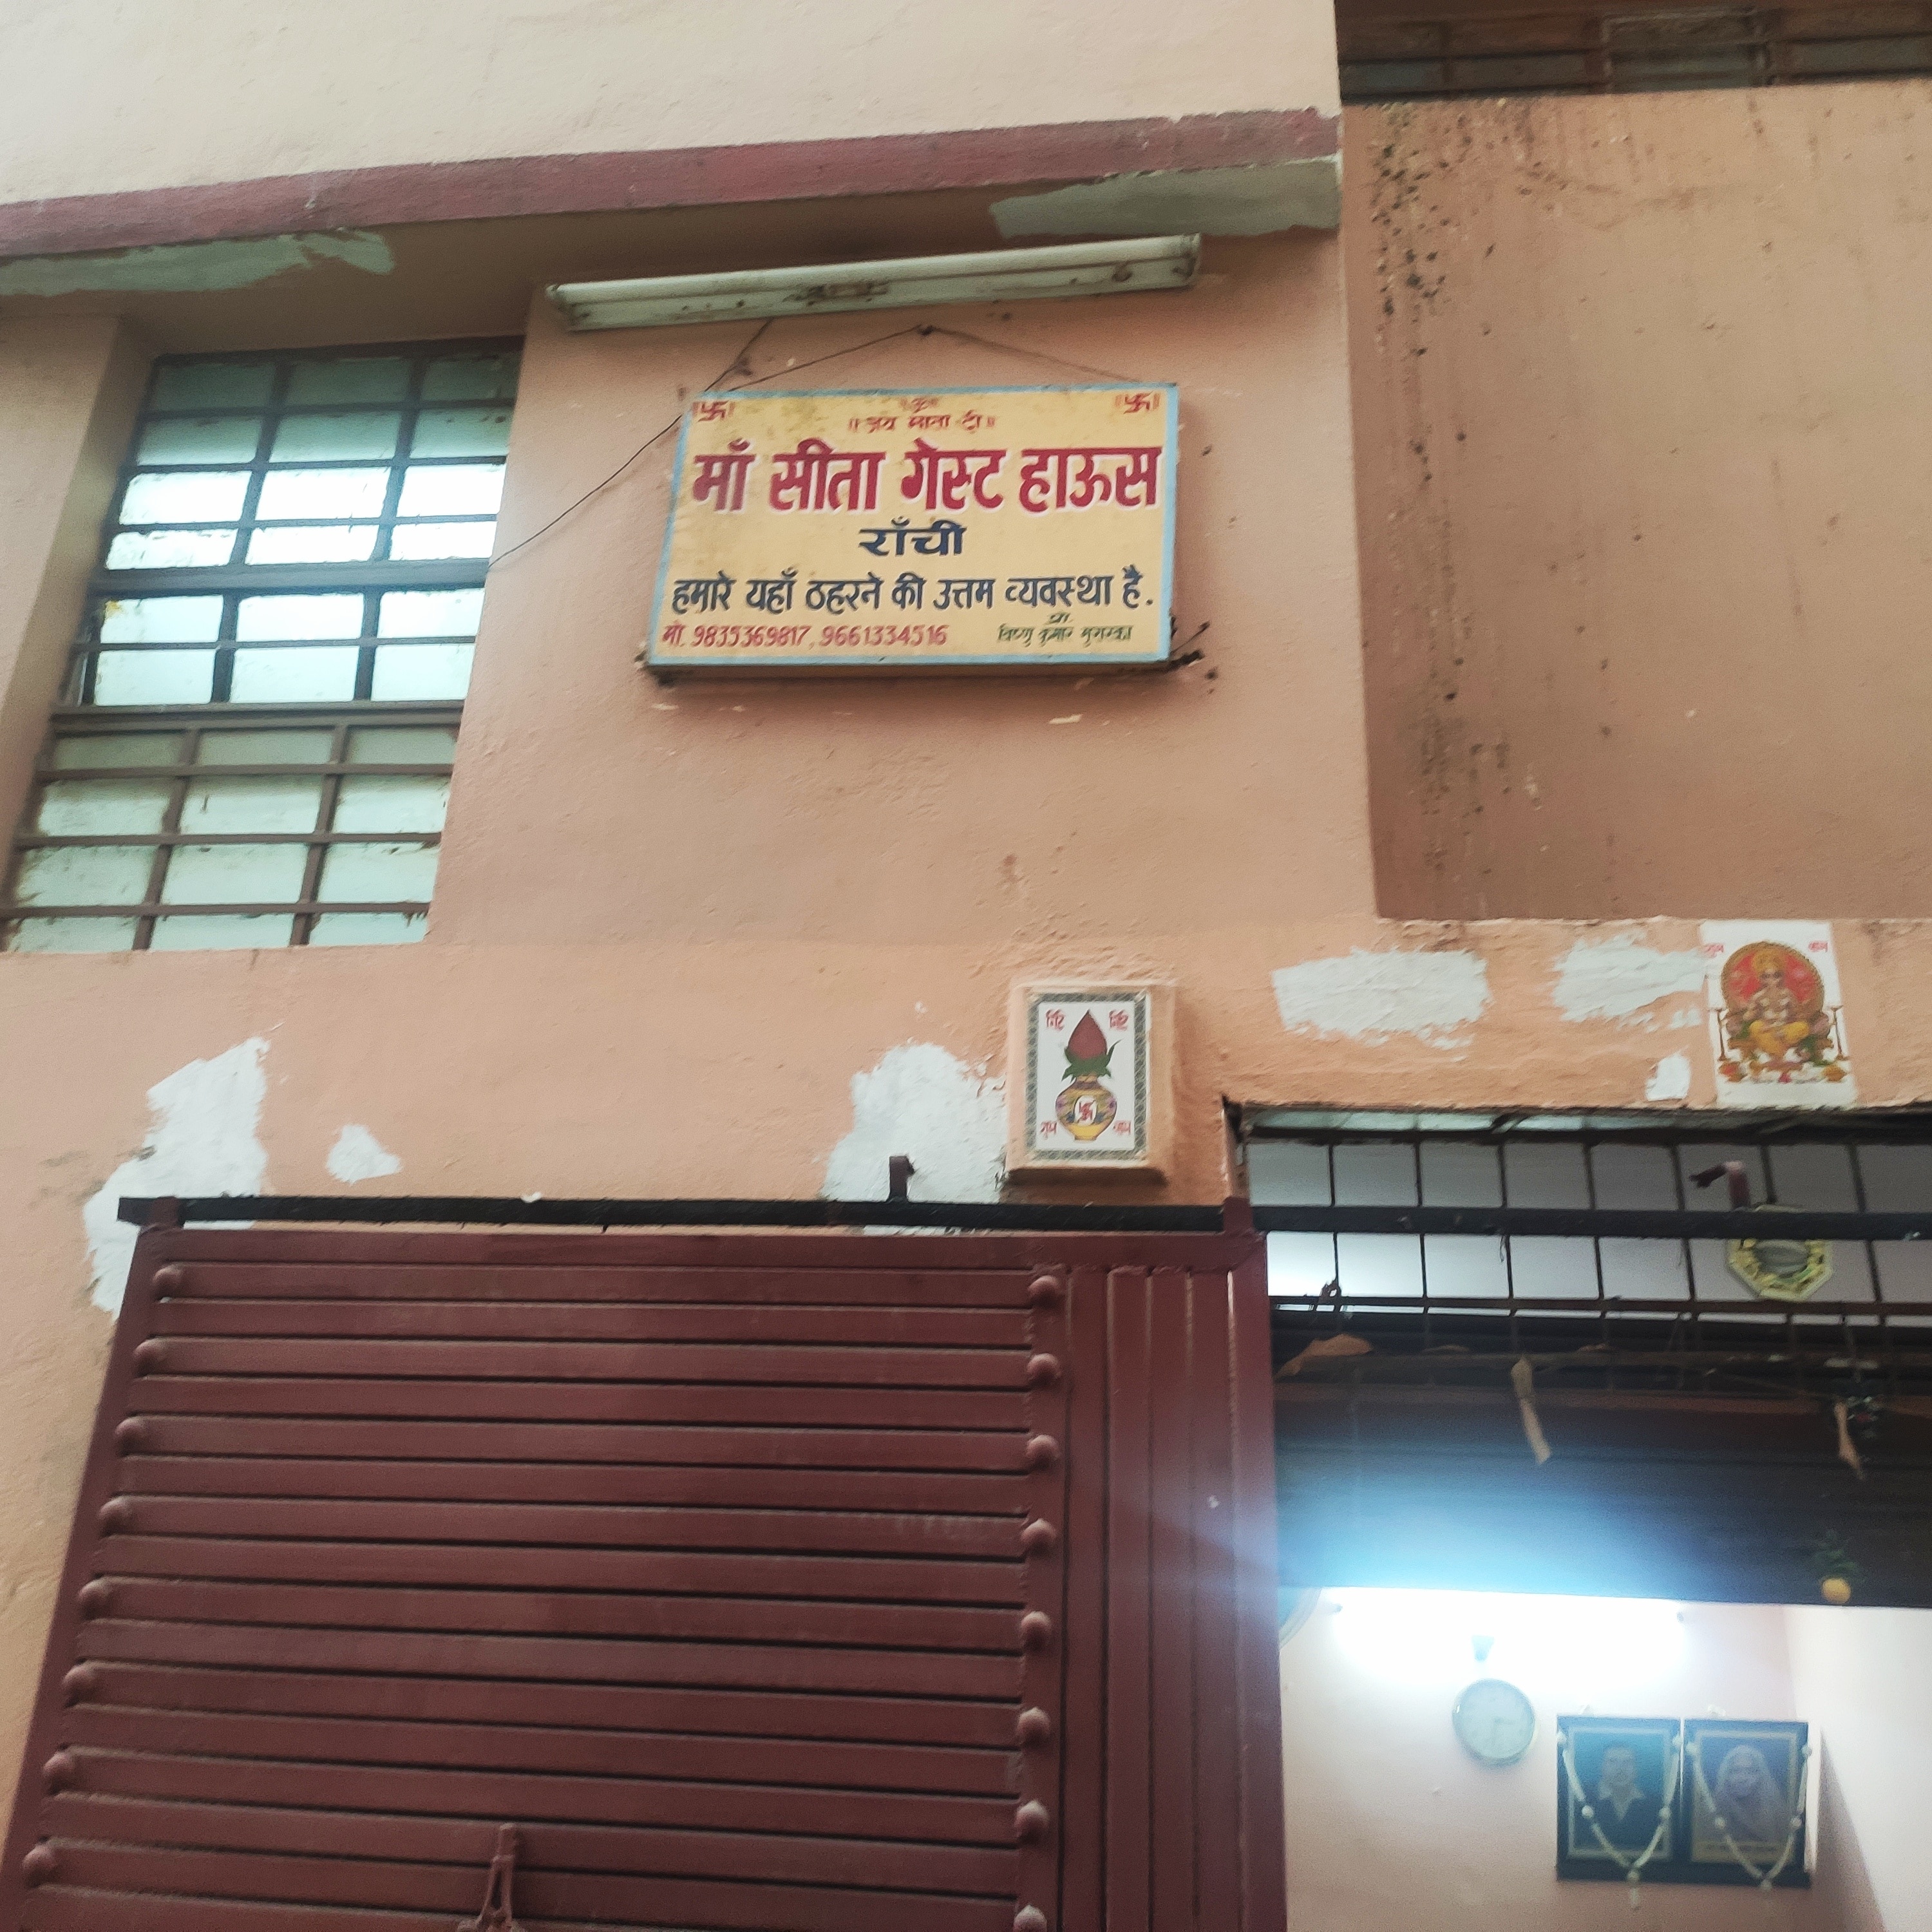 ॥ जय माता दी ॥
माँ सीता गेस्ट हाऊस
राँची
हमारे यहाँ ठहरने की उत्तम व्यवस्था है.
मो. 9835369817, 9661334516
प्रो.
विष्णु कुमार
शुभ लाभ
शुभ लाभ